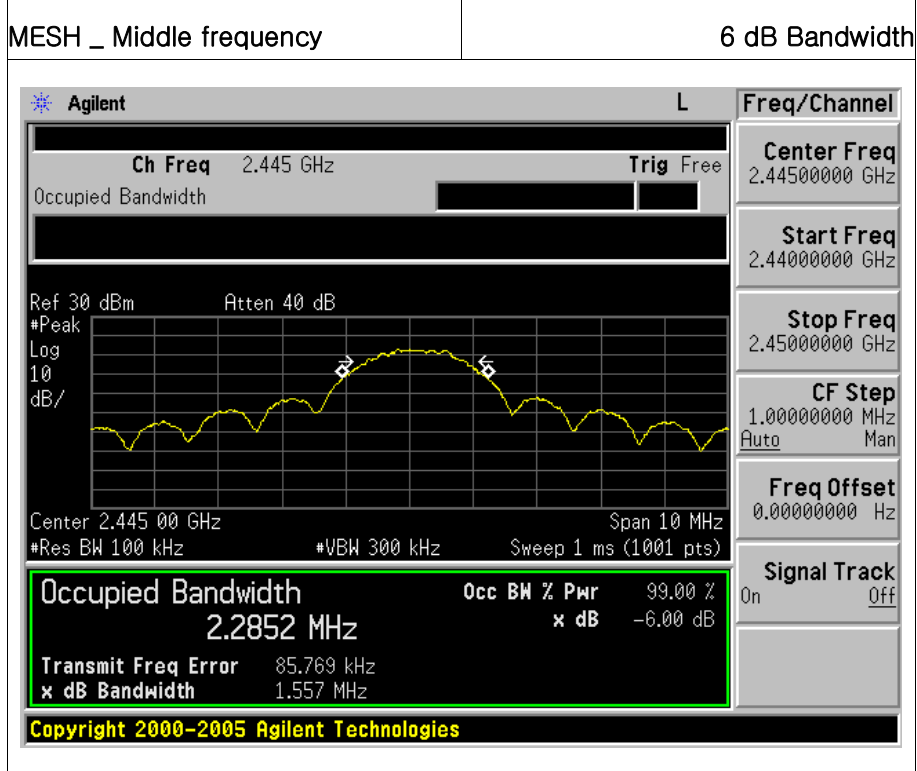 MESH _ Middle frequency 6 dB Bandwidth
Agilent L Freq/Channel
Ch Freq 2.445 GHz Trig Free
Occupied Bandwidth
Center Freq
2.44500000 GHz
Start Freq
2.44000000 GHz
Stop Freq
2.45000000 GHz
CF Step
1.00000000 MHz
Auto Man
Freq Offset
0.00000000 Hz
Signal Track
On Off
Ref 30 dBm Atten 40 dB
#Peak
Log
10
dB/
Center 2.445 00 GHz Span 10 MHz
#Res BW 100 kHz #VBW 300 kHz Sweep 1 ms (1001 pts)
Occupied Bandwidth Occ BW % Pwr 99.00 %
2.2852 MHz x dB -6.00 dB
Transmit Freq Error 85.769 kHz
x dB Bandwidth 1.557 MHz
Copyright 2000-2005 Agilent Technologies